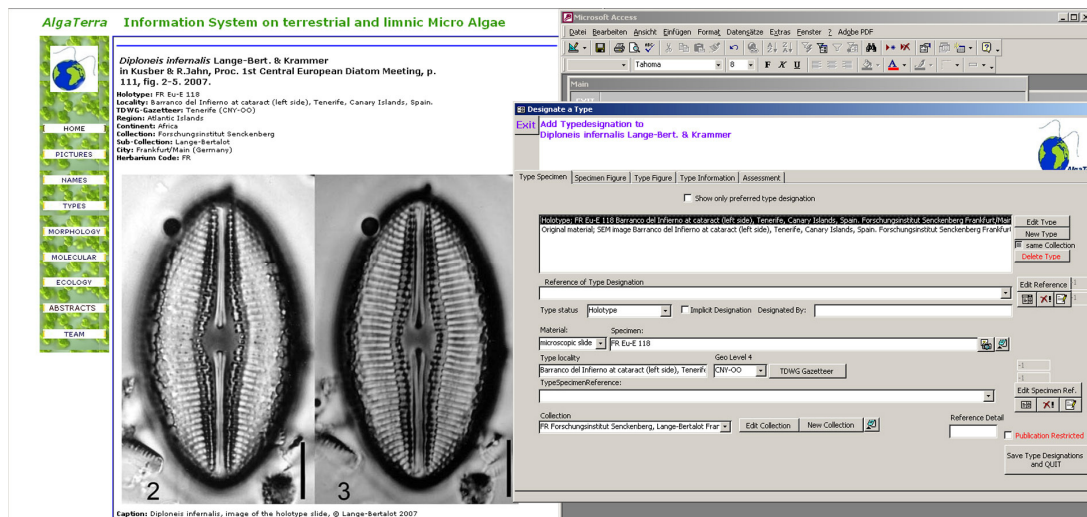 AlgaTerra Information System on terrestrial and limnic Micro Algae
HOME
PICTURES
NAMES
TYPES
MORPHOLOGY
MOLECULAR
ECOLOGY
ABSTRACTS
TEAM
Diploneis infernalis Lange-Bert. & Krammer
in Kusber & R.Jahn, Proc. 1st Central European Diatom Meeting, p.
111, fig. 2-5. 2007.
Holotype: FR Eu-E 118
Locality: Barranco del Infierno at cataract (left side), Tenerife, Canary Islands, Spain.
TDWG-Gazetteer: Tenerife (CNY-OO)
Region: Atlantic Islands
Continent: Africa
Collection: Forschungsinstitut Senckenberg
Sub-Collection: Lange-Bertalot
City: Frankfurt/Main (Germany)
Herbarium Code: FR
2
3
Caption: Diploneis infernalis, image of the holotype slide, © Lange-Bertalot 2007
Microsoft Access
Datei Bearbeiten Ansicht Einfügen Format Datensätze Extras Fenster ? Adobe PDF
Tahoma 8 F K U
Main
Designate a Type
Exit
Add Typedesignation to
Diploneis infernalis Lange-Bert. & Krammer
Type Specimen Specimen Figure Type Figure Type Information Assessment
Show only preferred type designation
Holotype; FR Eu-E 118 Barranco del Infierno at cataract (left side), Tenerife, Canary Islands, Spain. Forschungsinstitut Senckenberg Frankfurt/Main
Original material; SEM image Barranco del Infierno at cataract (left side), Tenerife, Canary Islands, Spain. Forschungsinstitut Senckenberg Frankfurt
Edit Type
New Type
same Collection
Delete Type
Reference of Type Designation
Edit Reference
Type status Holotype Implicit Designation Designated By:
Material: Specimen:
microscopic slide FR Eu-E 118
Type locality Geo Level 4
Barranco del Infierno at cataract (left side), Tenerife CNY-OO TDWG Gazetteer
-1
-1
TypeSpecimenReference:
Edit Specimen Ref.
Collection
FR Forschungsinstitut Senckenberg, Lange-Bertalot Fran Edit Collection New Collection
Reference Detail
Publication Restricted
Save Type Designations
and QUIT